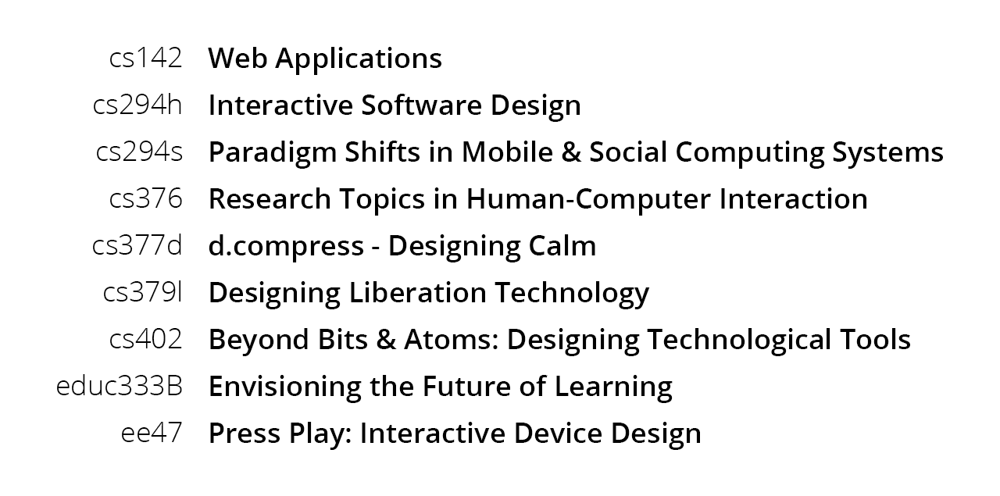 cs142 Web Applications
cs294h Interactive Software Design
cs294s Paradigm Shifts in Mobile & Social Computing Systems
cs376 Research Topics in Human-Computer Interaction
cs377d d.compress - Designing Calm
cs379l Designing Liberation Technology
cs402 Beyond Bits & Atoms: Designing Technological Tools
educ333B Envisioning the Future of Learning
ee47 Press Play: Interactive Device Design